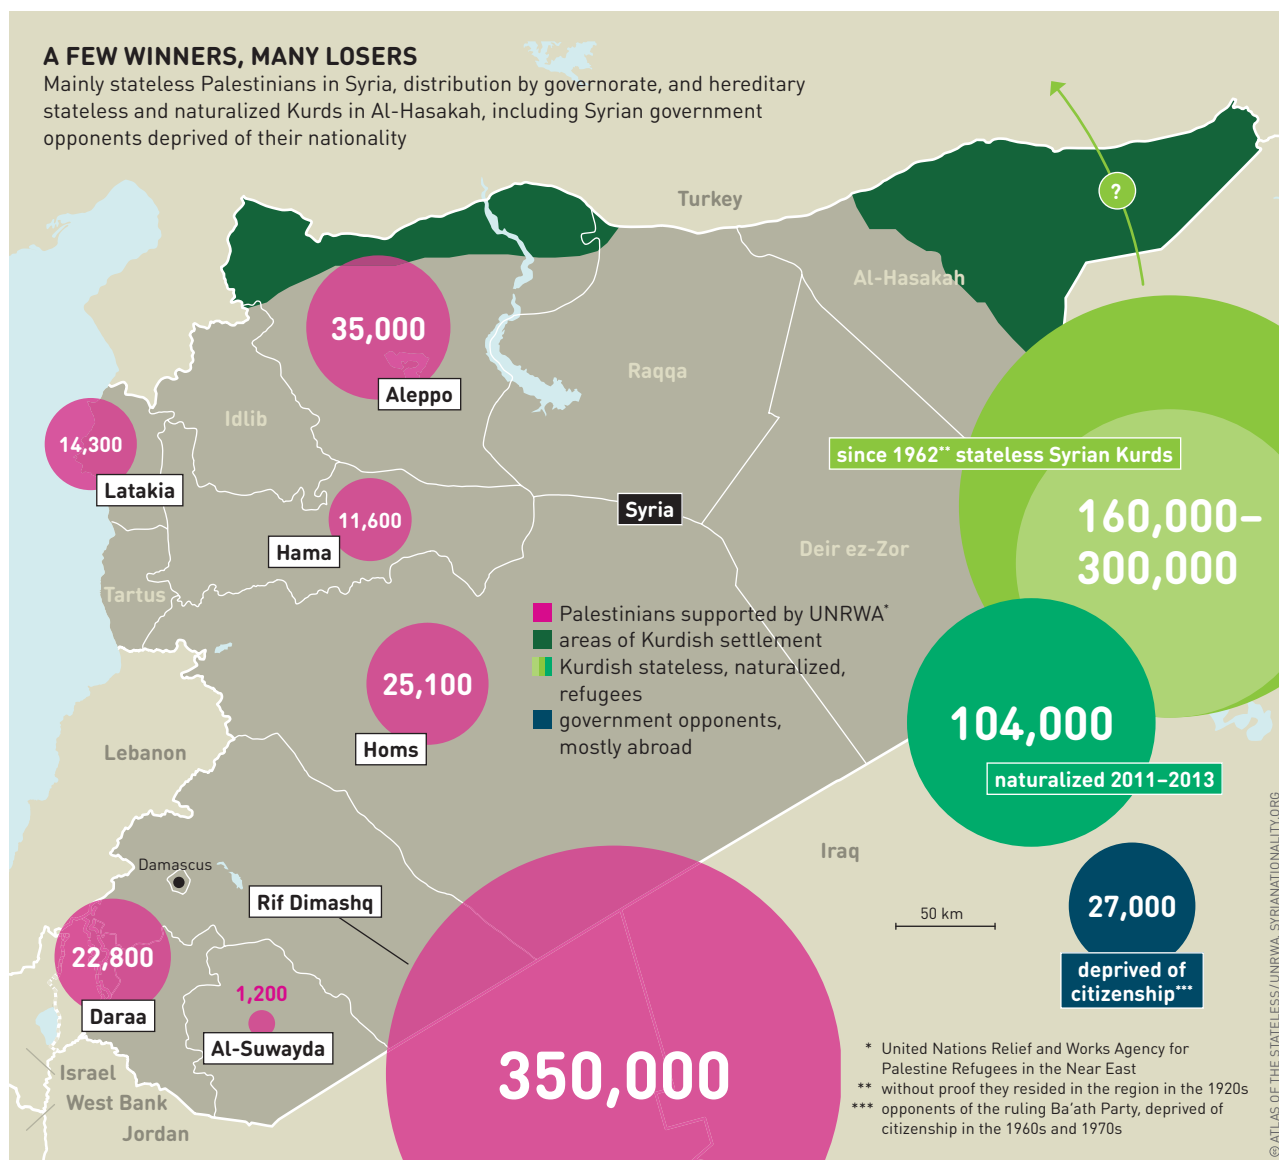 A FEW WINNERS, MANY LOSERS
Mainly stateless Palestinians in Syria, distribution by governorate, and hereditary
stateless and naturalized Kurds in Al-Hasakah, including Syrian government
opponents deprived of their nationality
Turkey
?
Al-Hasakah
35,000
Aleppo
Raqqa
Idlib
14,300
Latakia
since 1962** stateless Syrian Kurds
160,000–
300,000
Syria
11,600
Hama
Deir ez-Zor
Tartus
Palestinians supported by UNRWA*
areas of Kurdish settlement
Kurdish stateless, naturalized,
refugees
government opponents,
mostly abroad
25,100
Homs
104,000
naturalized 2011–2013
Lebanon
Iraq
Damascus
Rif Dimashq
50 km
27,000
deprived of
citizenship***
22,800
Daraa
1,200
Al-Suwayda
350,000
Israel
West Bank
Jordan
* United Nations Relief and Works Agency for
Palestine Refugees in the Near East
** without proof they resided in the region in the 1920s
*** opponents of the ruling Ba’ath Party, deprived of
citizenship in the 1960s and 1970s
© ATLAS OF THE STATELESS/UNRWA, SYRIANATIONALITY.ORG